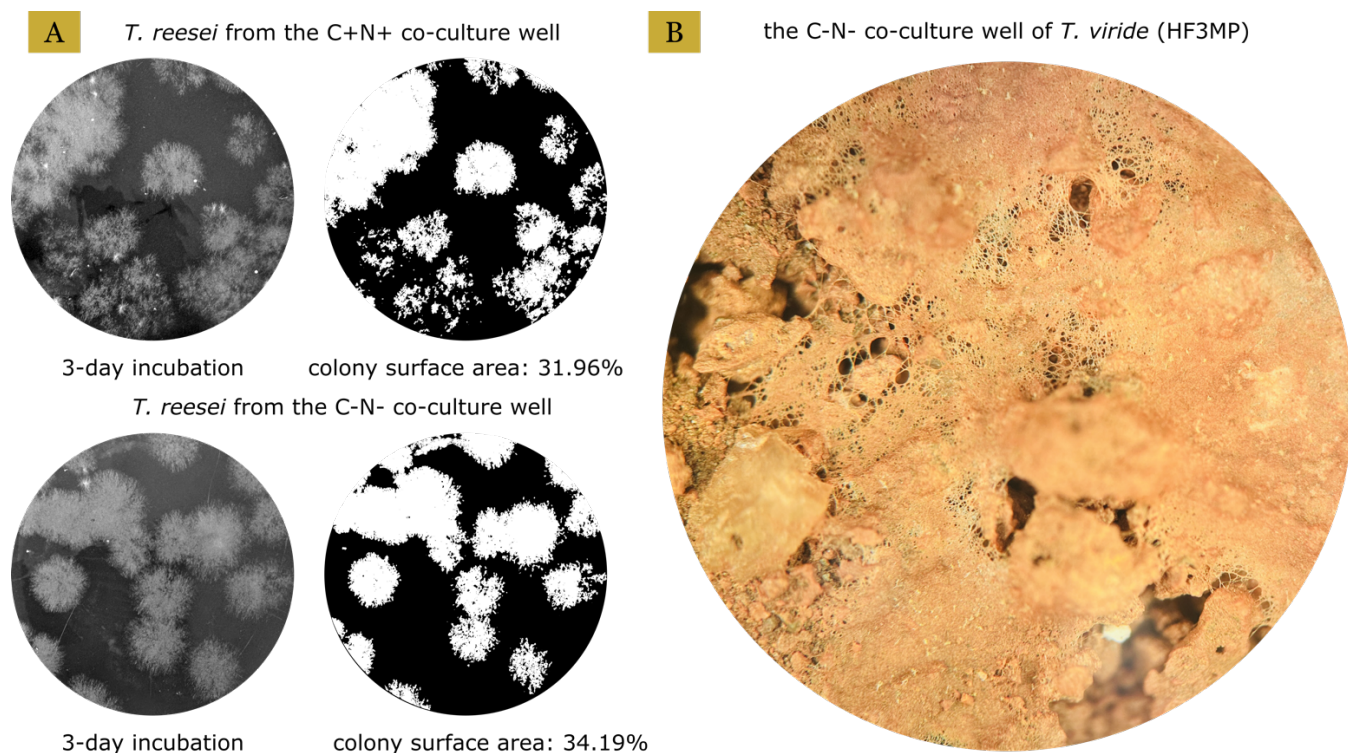 A
T. reesei from the C+N+ co-culture well
3-day incubation
colony surface area: 31.96%
T. reesei from the C-N- co-culture well
3-day incubation
colony surface area: 34.19%
B
the C-N- co-culture well of T. viride (HF3MP)